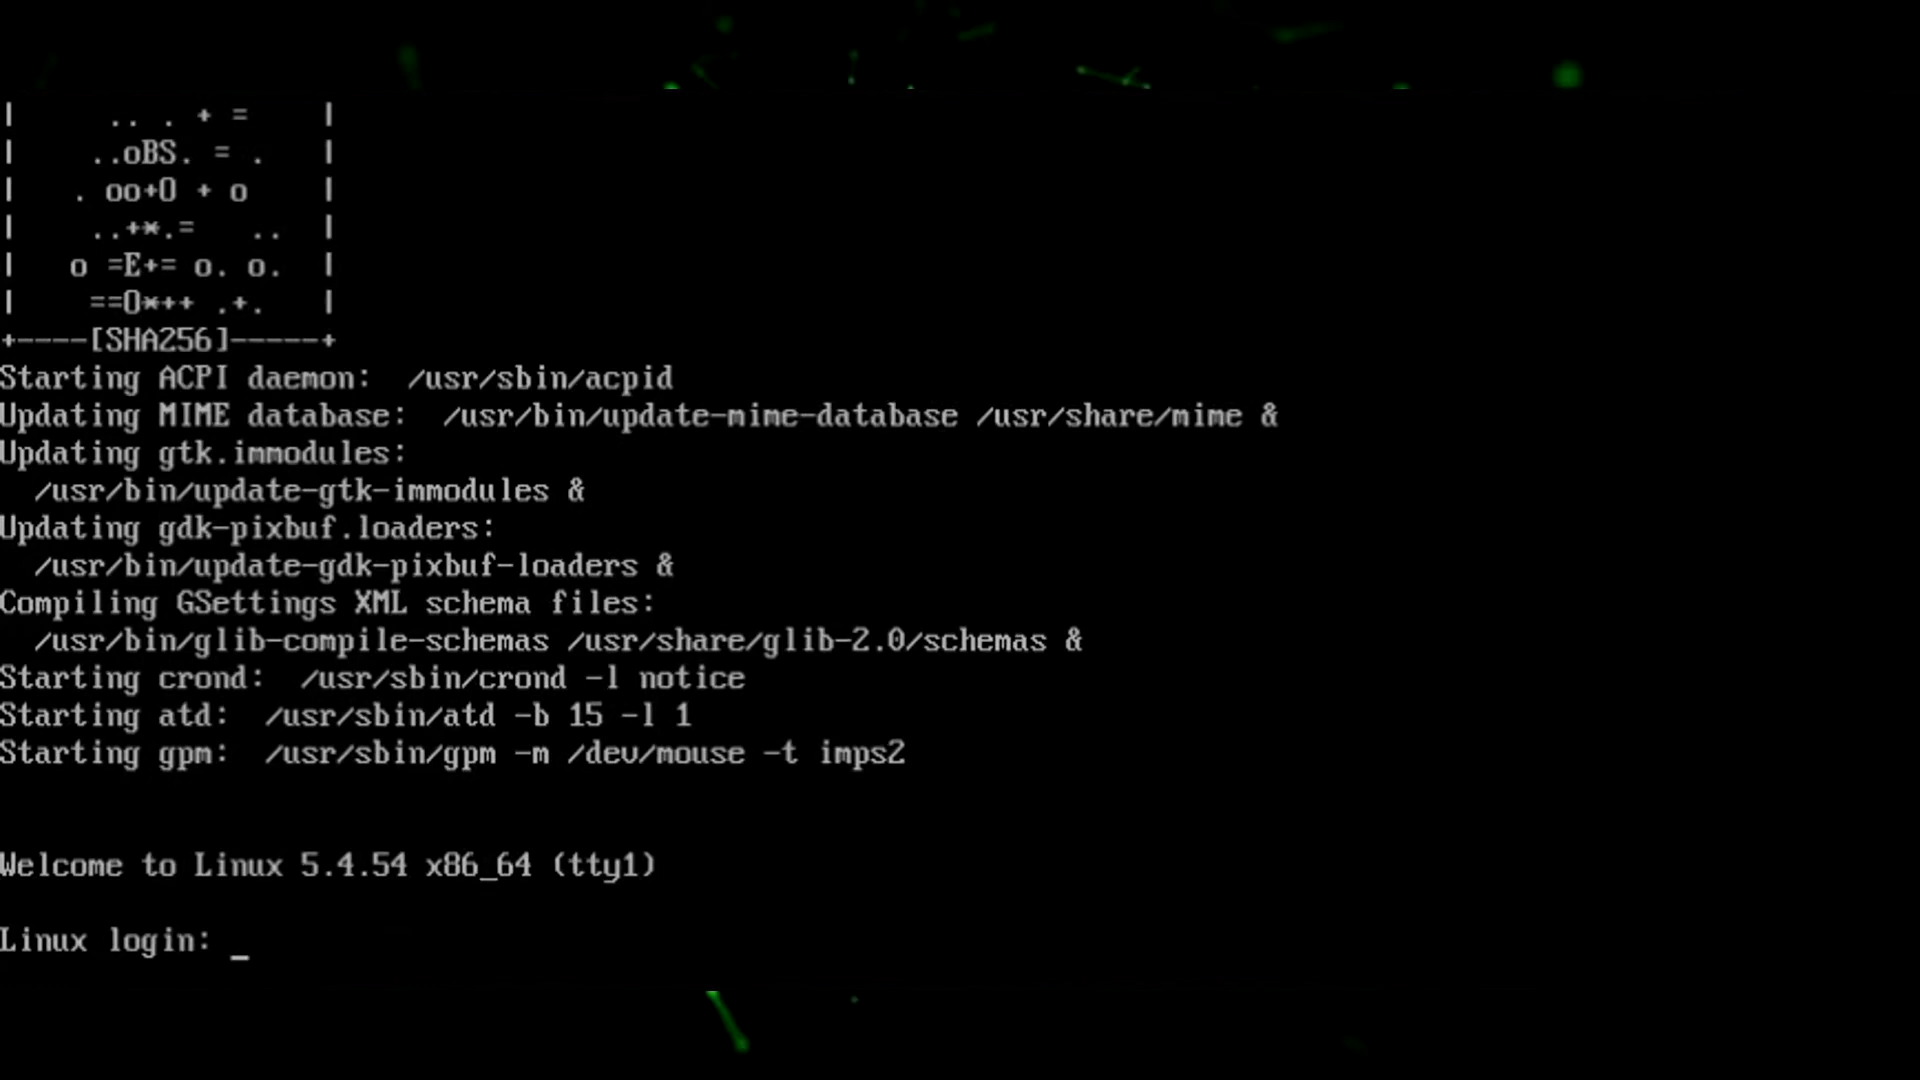 |     .. . + =    |
|    ..oBS. = .   |
|   . oo+O + o    |
|    ..+*.=   ..  |
|   o =E+= o. o.  |
|    ==O*++ .+.   |
+----[SHA256]-----+
Starting ACPI daemon:  /usr/sbin/acpid
Updating MIME database:  /usr/bin/update-mime-database /usr/share/mime &
Updating gtk.immodules:
  /usr/bin/update-gtk-immodules &
Updating gdk-pixbuf.loaders:
  /usr/bin/update-gdk-pixbuf-loaders &
Compiling GSettings XML schema files:
  /usr/bin/glib-compile-schemas /usr/share/glib-2.0/schemas &
Starting crond:  /usr/sbin/crond -l notice
Starting atd:  /usr/sbin/atd -b 15 -l 1
Starting gpm:  /usr/sbin/gpm -m /dev/mouse -t imps2
Welcome to Linux 5.4.54 x86_64 (tty1)
Linux login: _